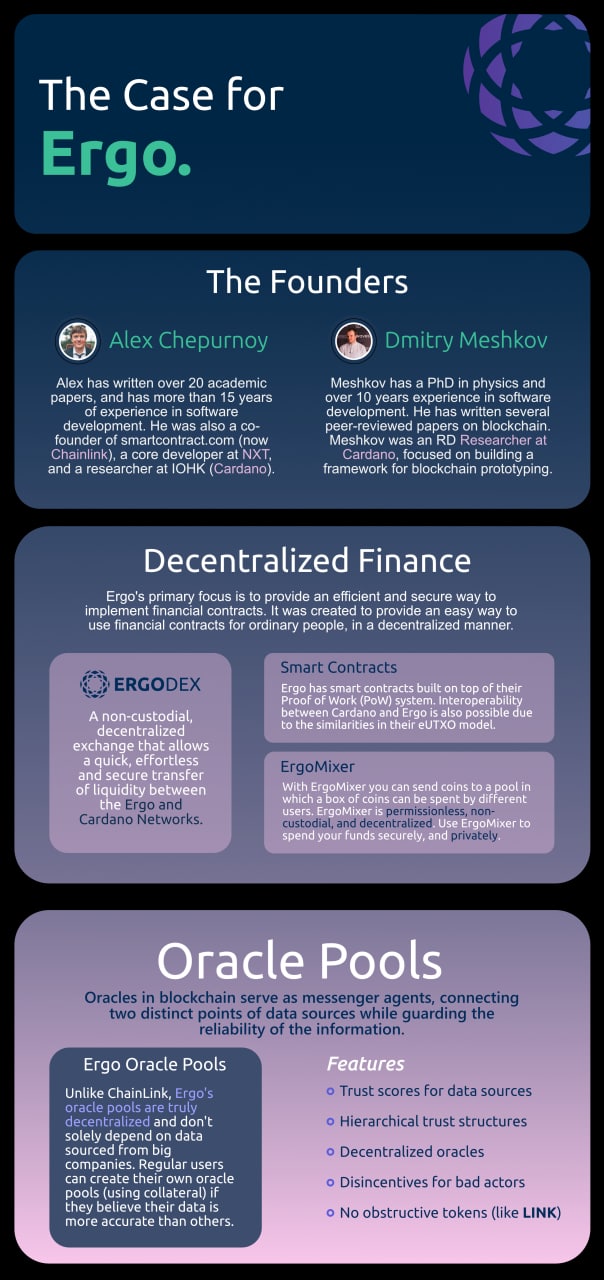 The Case for
Ergo.
The Founders
Alex Chepurnoy
Alex has written over 20 academic
papers, and has more than 15 years
of experience in software
development. He was also a co-
founder of smartcontract.com (now
Chainlink), a core developer at NXT,
and a researcher at IOHK (Cardano).
Dmitry Meshkov
Meshkov has a PhD in physics and
over 10 years experience in software
development. He has written several
peer-reviewed papers on blockchain.
Meshkov was an RD Researcher at
Cardano, focused on building a
framework for blockchain prototyping.
Decentralized Finance
Ergo's primary focus is to provide an efficient and secure way to
implement financial contracts. It was created to provide an easy way to
use financial contracts for ordinary people, in a decentralized manner.
ERGODEX
A non-custodial,
decentralized
exchange that allows
a quick, effortless
and secure transfer
of liquidity between
the Ergo and
Cardano Networks.
Smart Contracts
Ergo has smart contracts built on top of their
Proof of Work (PoW) system. Interoperability
between Cardano and Ergo is also possible due
to the similarities in their eUTXO model.
ErgoMixer
With ErgoMixer you can send coins to a pool in
which a box of coins can be spent by different
users. ErgoMixer is permissionless, non-
custodial, and decentralized. Use ErgoMixer to
spend your funds securely, and privately.
Oracle Pools
Oracles in blockchain serve as messenger agents, connecting
two distinct points of data sources while guarding the
reliability of the information.
Ergo Oracle Pools
Unlike ChainLink, Ergo's
oracle pools are truly
decentralized and don't
solely depend on data
sourced from big
companies. Regular users
can create their own oracle
pools (using collateral) if
they believe their data is
more accurate than others.
Features
Trust scores for data sources
Hierarchical trust structures
Decentralized oracles
Disincentives for bad actors
No obstructive tokens (like LINK)